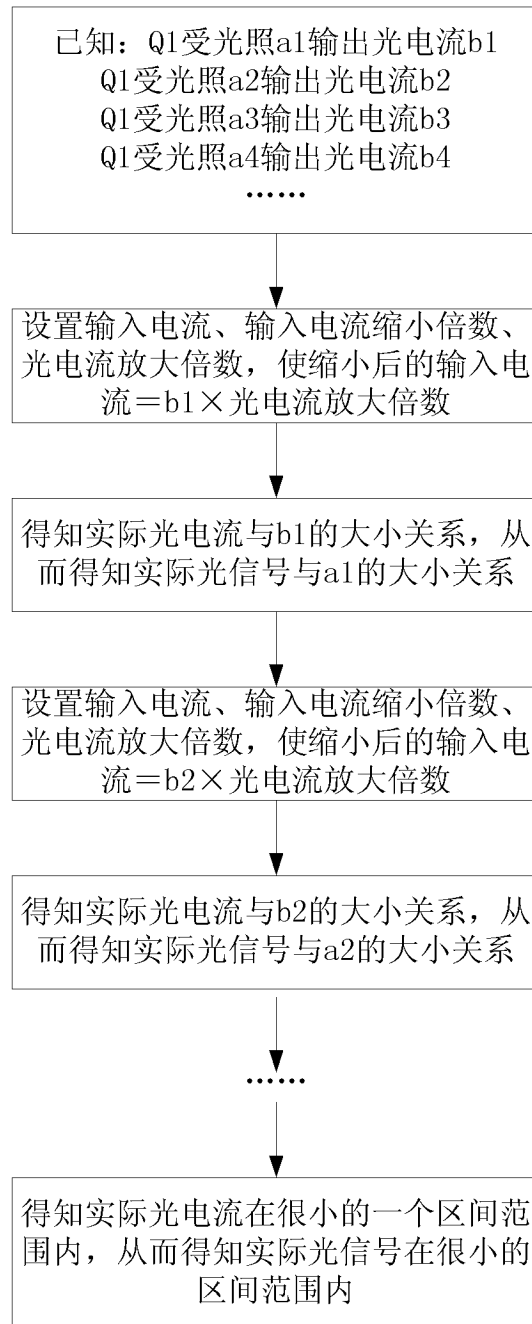 已知：Q1受光照a1输出光电流b1
Q1受光照a2输出光电流b2
Q1受光照a3输出光电流b3
Q1受光照a4输出光电流b4
……
设置输入电流、输入电流缩小倍数、
光电流放大倍数，使缩小后的输入电
流＝b1×光电流放大倍数
得知实际光电流与b1的大小关系，从
而得知实际光信号与a1的大小关系
设置输入电流、输入电流缩小倍数、
光电流放大倍数，使缩小后的输入电
流＝b2×光电流放大倍数
得知实际光电流与b2的大小关系，从
而得知实际光信号与a2的大小关系
……
得知实际光电流在很小的一个区间范
围内，从而得知实际光信号在很小的
区间范围内